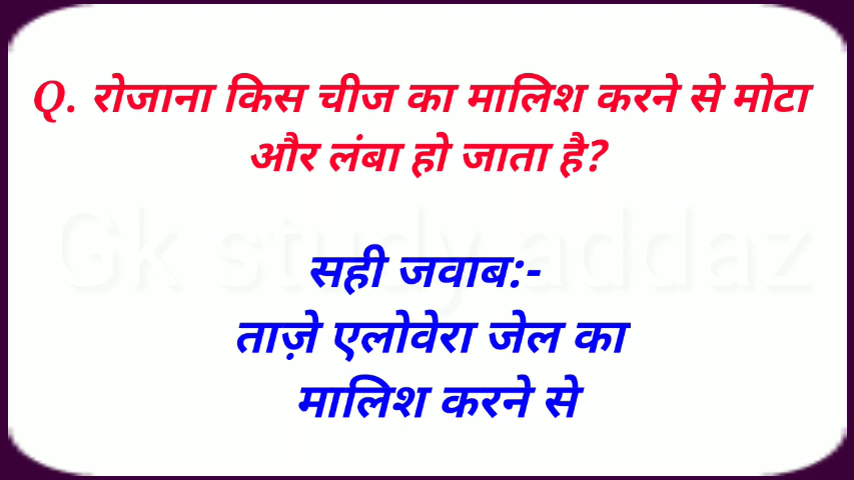 Q. रोजाना किस चीज का मालिश करने से मोटा
और लंबा हो जाता है?
Gk study addaz
सही जवाब:-
ताज़े एलोवेरा जेल का
मालिश करने से